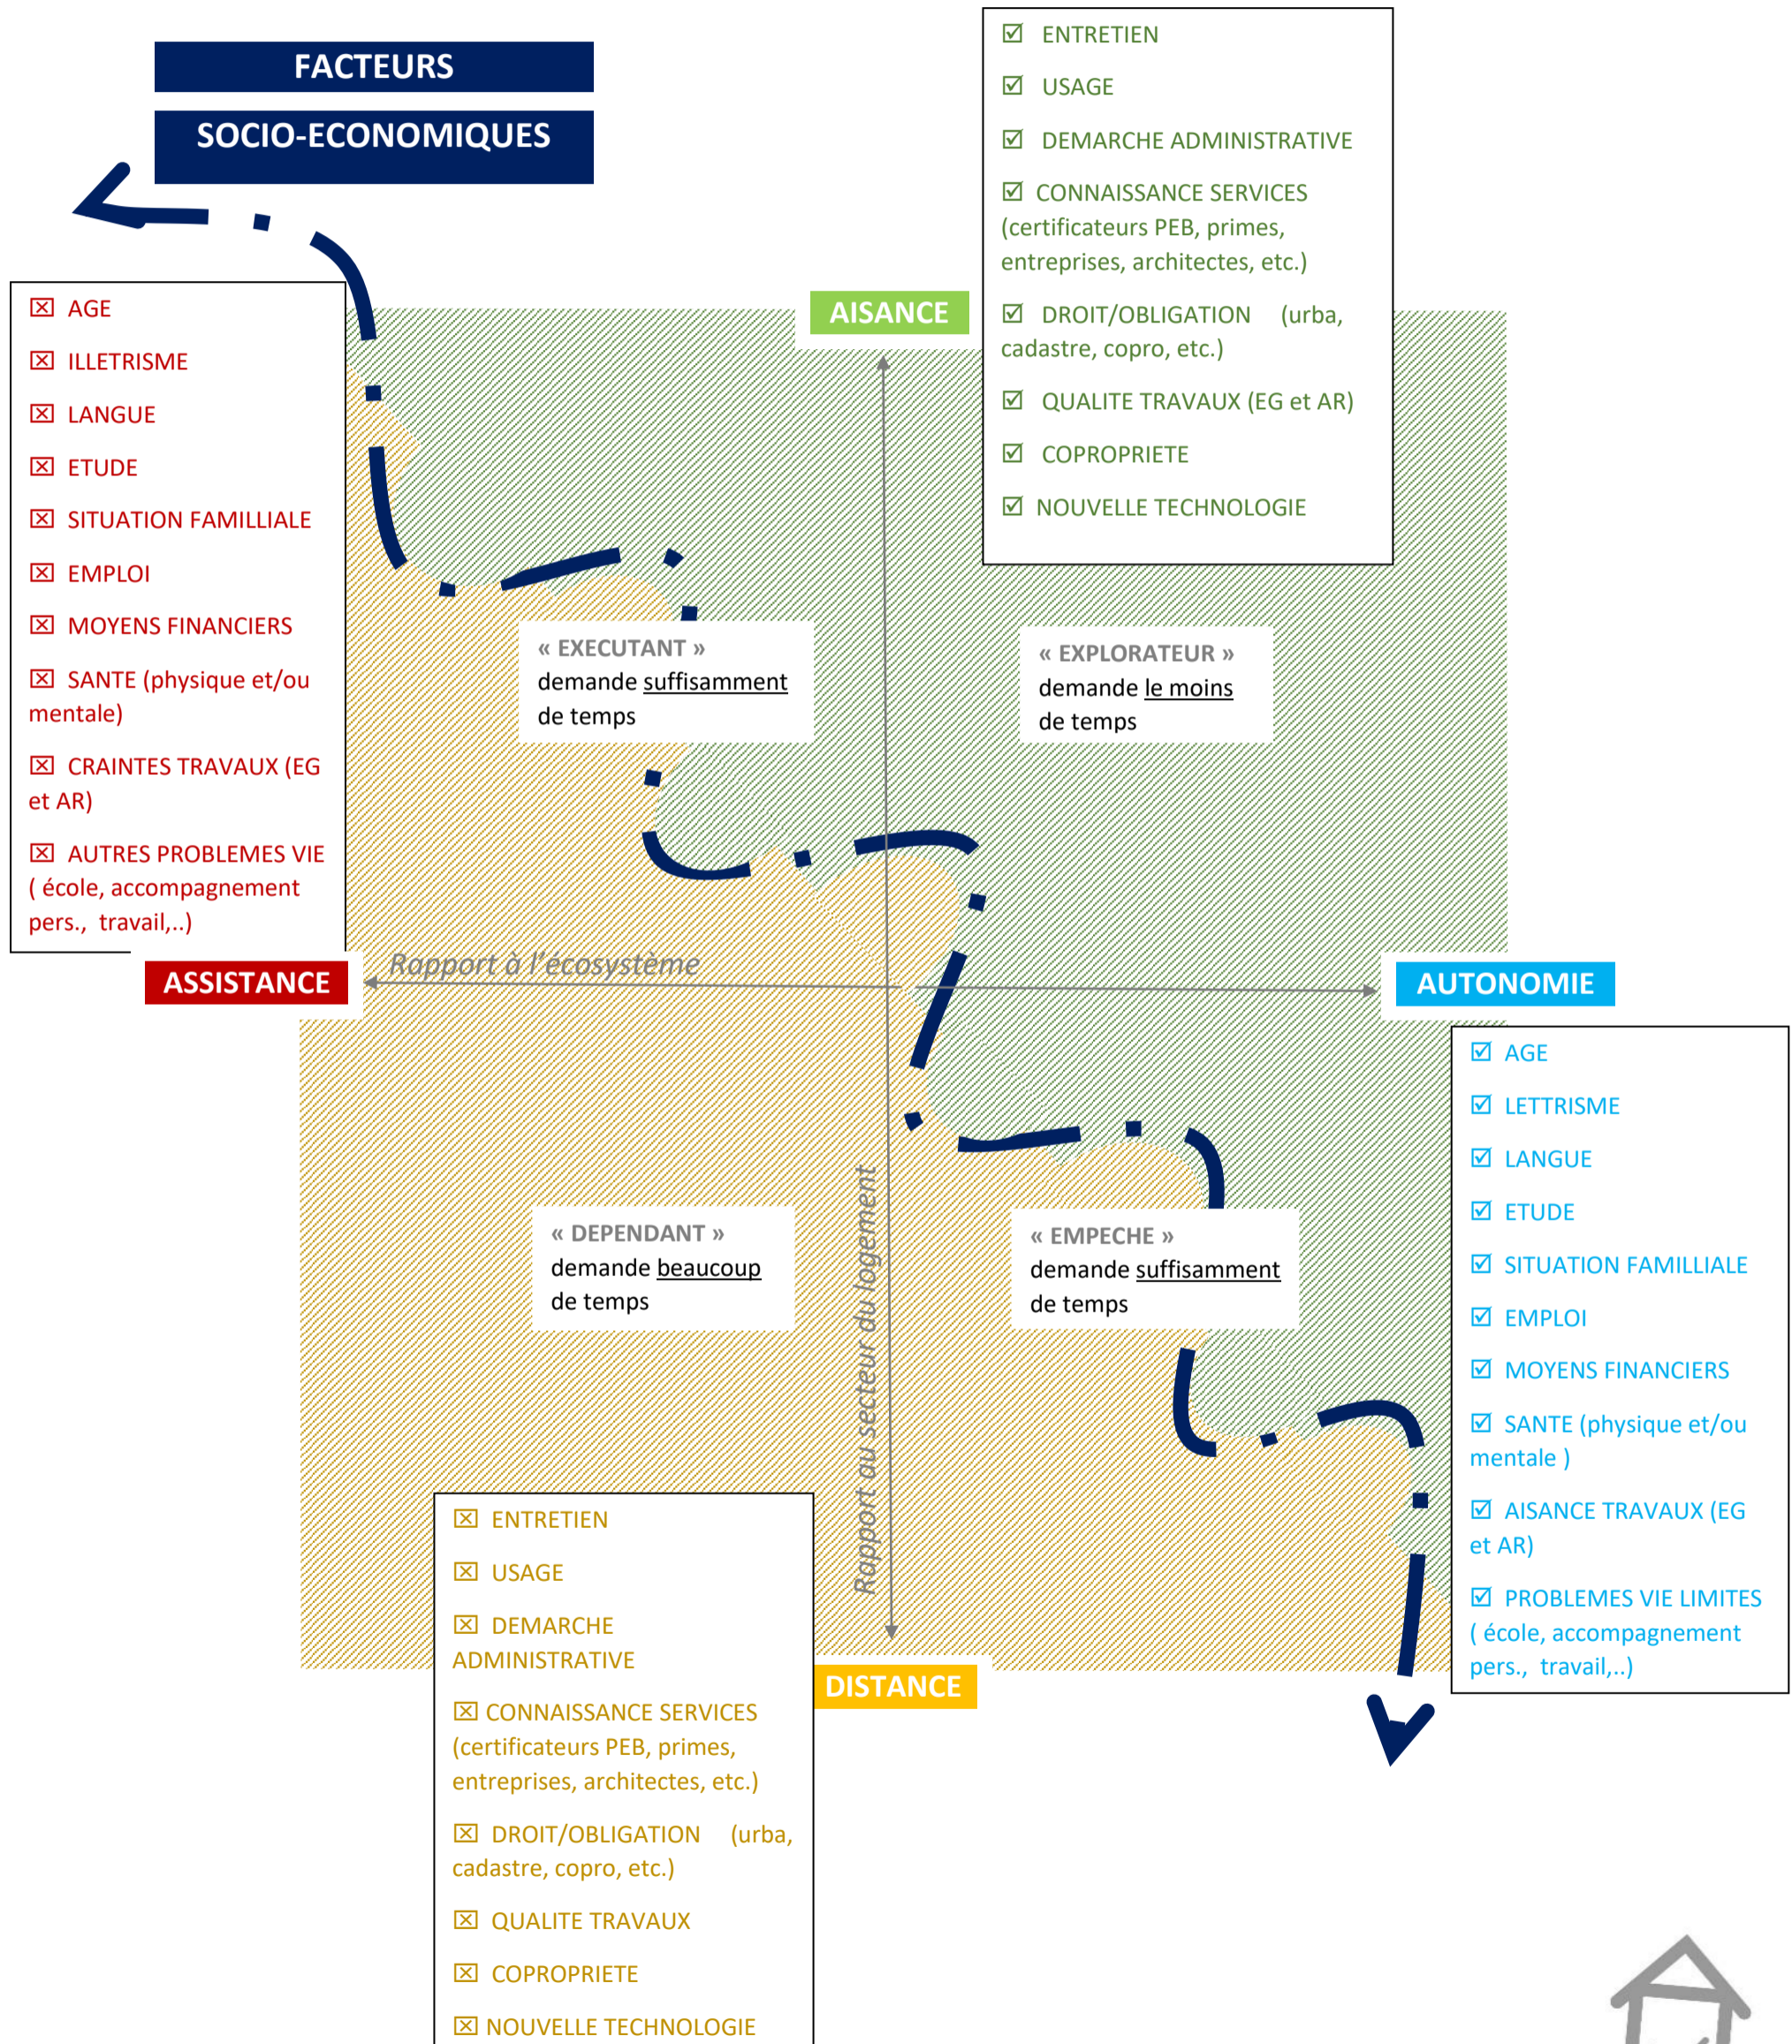 FACTEURS
SOCIO-ECONOMIQUES
☑ ENTRETIEN
☑ USAGE
☑ DEMARCHE ADMINISTRATIVE
☑ CONNAISSANCE SERVICES
(certificateurs PEB, primes,
entreprises, architectes, etc.)
☑ DROIT/OBLIGATION (urba,
cadastre, copro, etc.)
☑ QUALITE TRAVAUX (EG et AR)
☑ COPROPRIETE
☑ NOUVELLE TECHNOLOGIE
AISANCE
☒ AGE
☒ ILLETRISME
☒ LANGUE
☒ ETUDE
☒ SITUATION FAMILLIALE
☒ EMPLOI
☒ MOYENS FINANCIERS
☒ SANTE (physique et/ou
mentale)
☒ CRAINTES TRAVAUX (EG
et AR)
☒ AUTRES PROBLEMES VIE
( école, accompagnement
pers., travail,..)
« EXECUTANT »
demande suffisamment
de temps
« EXPLORATEUR »
demande le moins
de temps
ASSISTANCE
Rapport à l'écosystème
AUTONOMIE
Rapport au secteur du logement
« DEPENDANT »
demande beaucoup
de temps
« EMPECHE »
demande suffisamment
de temps
☑ AGE
☑ LETTRISME
☑ LANGUE
☑ ETUDE
☑ SITUATION FAMILLIALE
☑ EMPLOI
☑ MOYENS FINANCIERS
☑ SANTE (physique et/ou
mentale )
☑ AISANCE TRAVAUX (EG
et AR)
☑ PROBLEMES VIE LIMITES
( école, accompagnement
pers., travail,..)
DISTANCE
☒ ENTRETIEN
☒ USAGE
☒ DEMARCHE
ADMINISTRATIVE
☒ CONNAISSANCE SERVICES
(certificateurs PEB, primes,
entreprises, architectes, etc.)
☒ DROIT/OBLIGATION (urba,
cadastre, copro, etc.)
☒ QUALITE TRAVAUX
☒ COPROPRIETE
☒ NOUVELLE TECHNOLOGIE